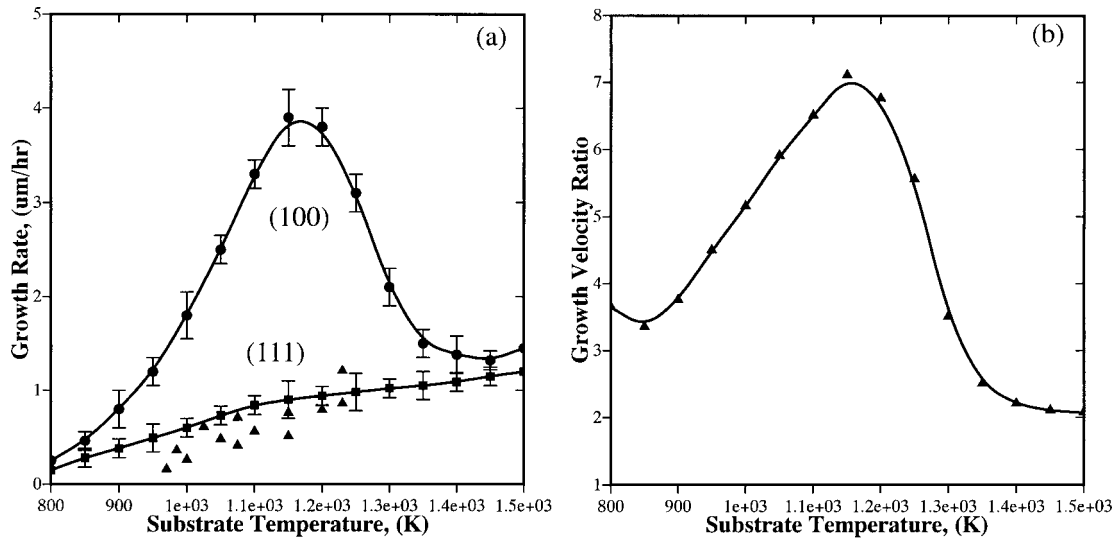 (a)
5
4
3
2
1
0
Growth Rate, (um/hr)
(100)
(111)
800
900
1e+03
1.1e+03
1.2e+03
1.3e+03
1.4e+03
1.5e+03
Substrate Temperature, (K)
(b)
8
7
6
5
4
3
2
1
Growth Velocity Ratio
800
900
1e+03
1.1e+03
1.2e+03
1.3e+03
1.4e+03
1.5e+03
Substrate Temperature, (K)